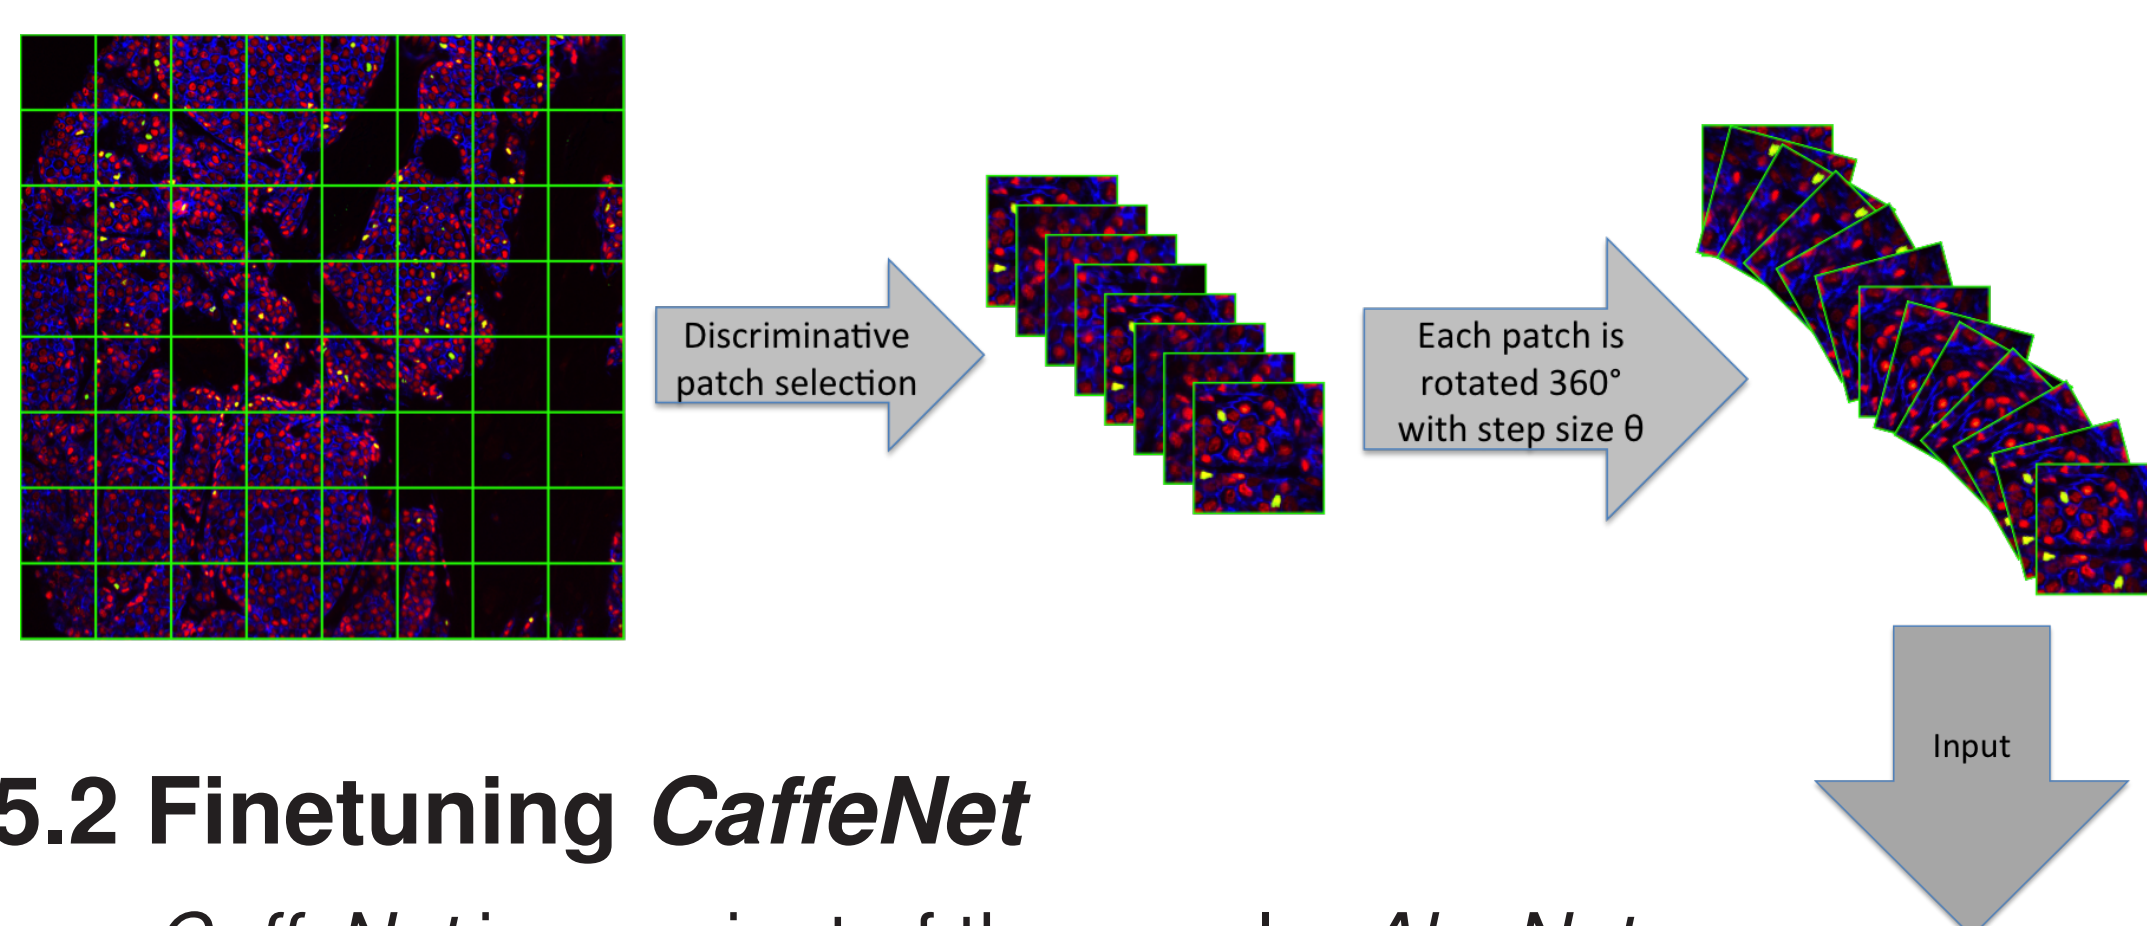 Discriminative
patch selection
Each patch is
rotated 360°
with step size θ
Input
5.2 Finetuning CaffeNet